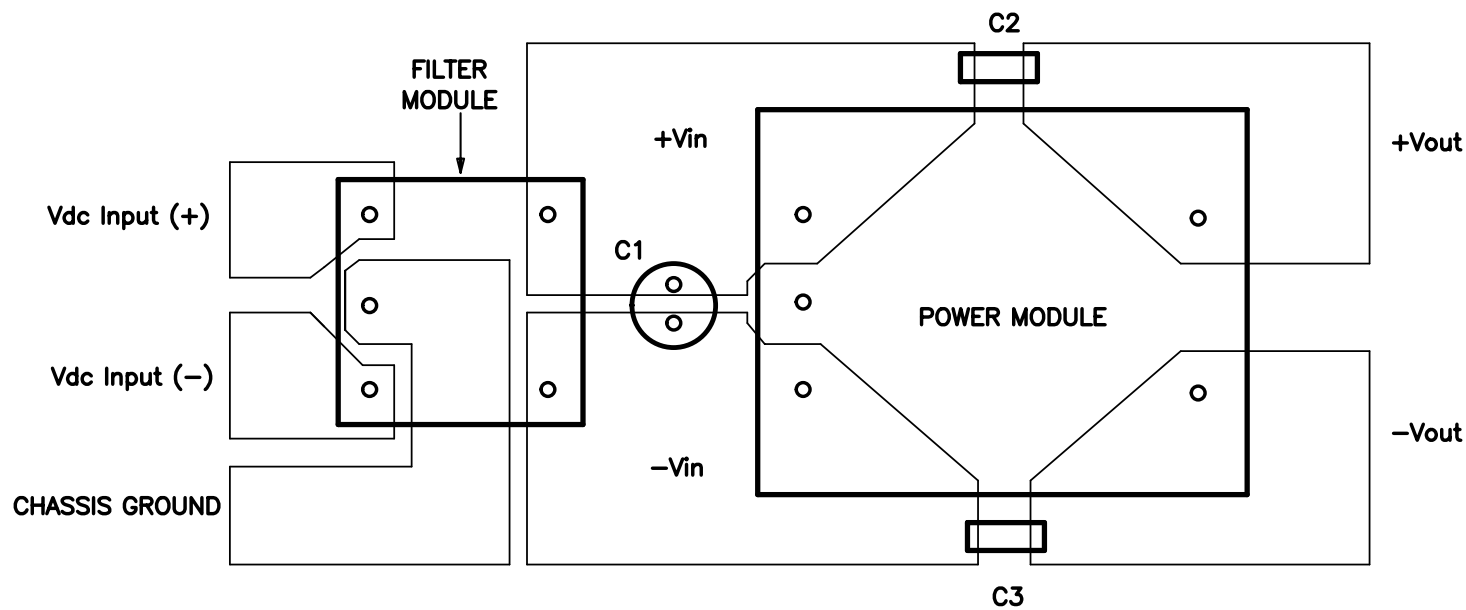 C2
FILTER
MODULE
+Vin
+Vout
Vdc Input (+)
C1
POWER MODULE
Vdc Input (−)
−Vout
−Vin
CHASSIS GROUND
C3